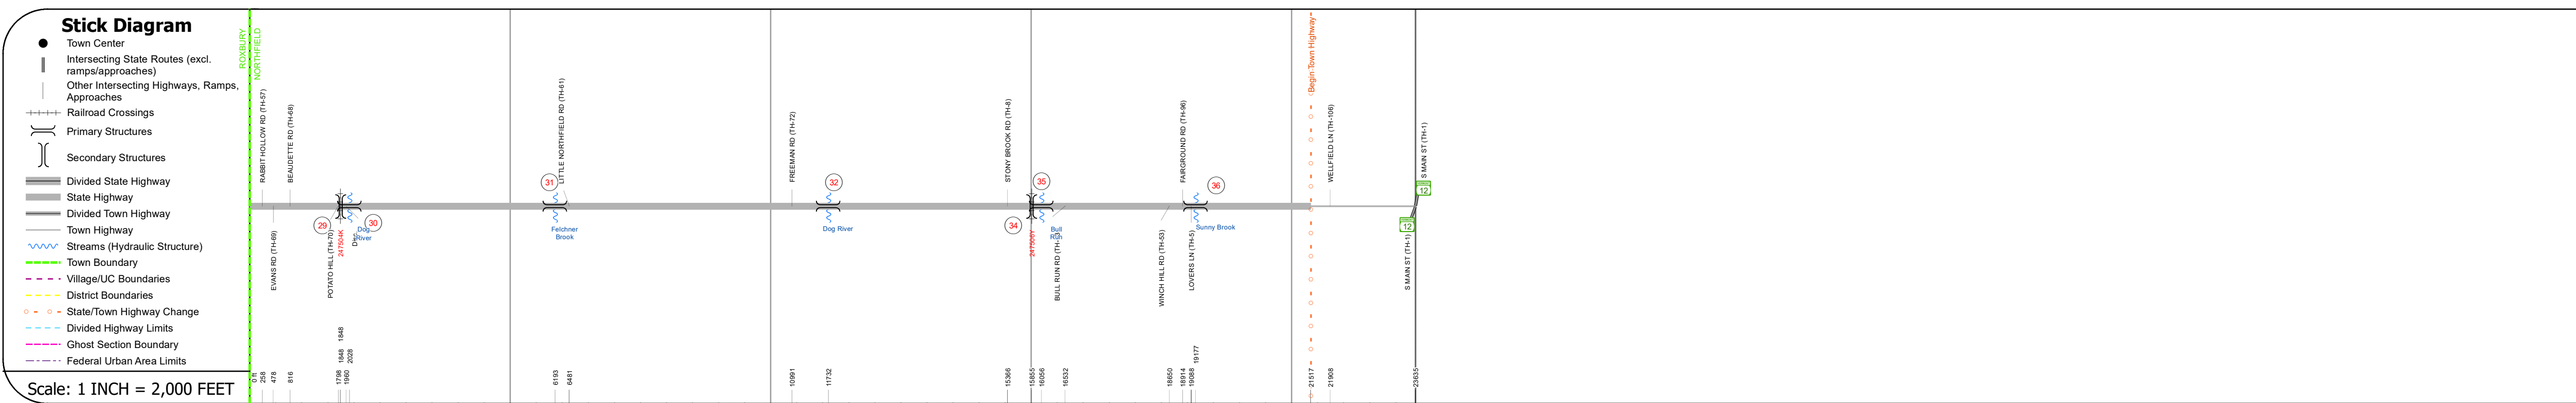 Stick Diagram
Town Center
Intersecting State Routes (excl.
ramps/approaches)
Other Intersecting Highways, Ramps,
Approaches
Railroad Crossings
Primary Structures
Secondary Structures
Divided State Highway
State Highway
Divided Town Highway
Town Highway
Streams (Hydraulic Structure)
Town Boundary
Village/UC Boundaries
District Boundaries
State/Town Highway Change
Divided Highway Limits
Ghost Section Boundary
Federal Urban Area Limits
Scale: 1 INCH = 2,000 FEET
ROXBURY
NORTHFIELD
RABBIT HOLLOW RD (TH-57)
BEAUDETTE RD (TH-68)
LITTLE NORTHFIELD RD (TH-61)
FREEMAN RD (TH-72)
STONY BROOK RD (TH-8)
FAIRGROUND RD (TH-96)
Begin-Town Highway
WELLFIELD LN (TH-106)
S MAIN ST (TH-1)
31
32
35
36
12
29
30
34
12
Dog
River
Felchner
Brook
Dog River
Bull
Run
Sunny Brook
EVANS RD (TH-69)
POTATO HILL (TH-70)
247504K
BULL RUN RD
WINCH HILL RD (TH-53)
LOVERS LN (TH-5)
S MAIN ST (TH-1)
0 ft
258
478
816
1798
1848
1848
1960
2028
6193
6481
10991
11732
15366
15855
16056
16532
18650
18914
19088
19177
21517
21908
23635